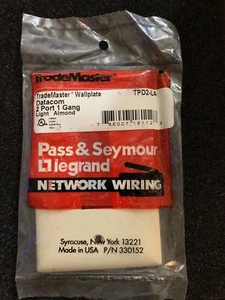 TradeMaster®
TradeMaster® Wallplate TPD2-LA
Datacom
2 Port 1 Gang
Light Almond
Pass & Seymour
legrand
NETWORK WIRING
Syracuse, New York 13221
Made in USA P/N 330152